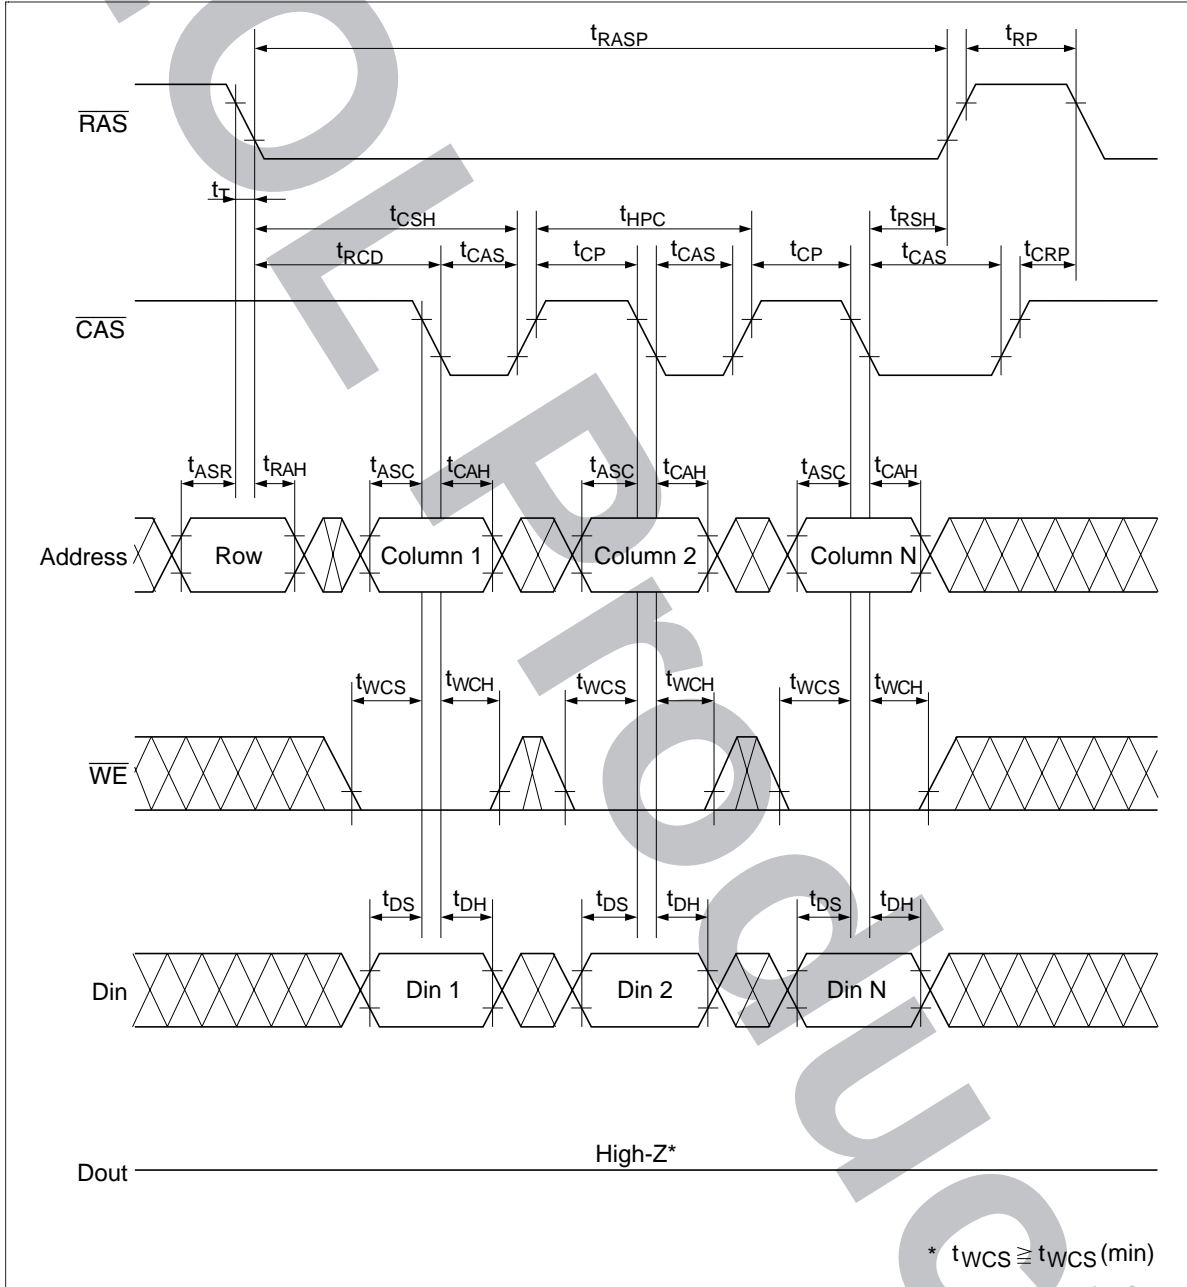 tRASP tRP
RAS
tT
tCSH tHPC tRSH
tRCD tCAS tCP tCAS tCP tCAS tCRP
CAS
tASR tRAH tASC tCAH tASC tCAH tASC tCAH
Address Row Column 1 Column 2 Column N
tWCS tWCH tWCS tWCH tWCS tWCH
WE
tDS tDH tDS tDH tDS tDH
Din Din 1 Din 2 Din N
High-Z*
Dout
* tWCS ≧ tWCS(min)
OL Produc